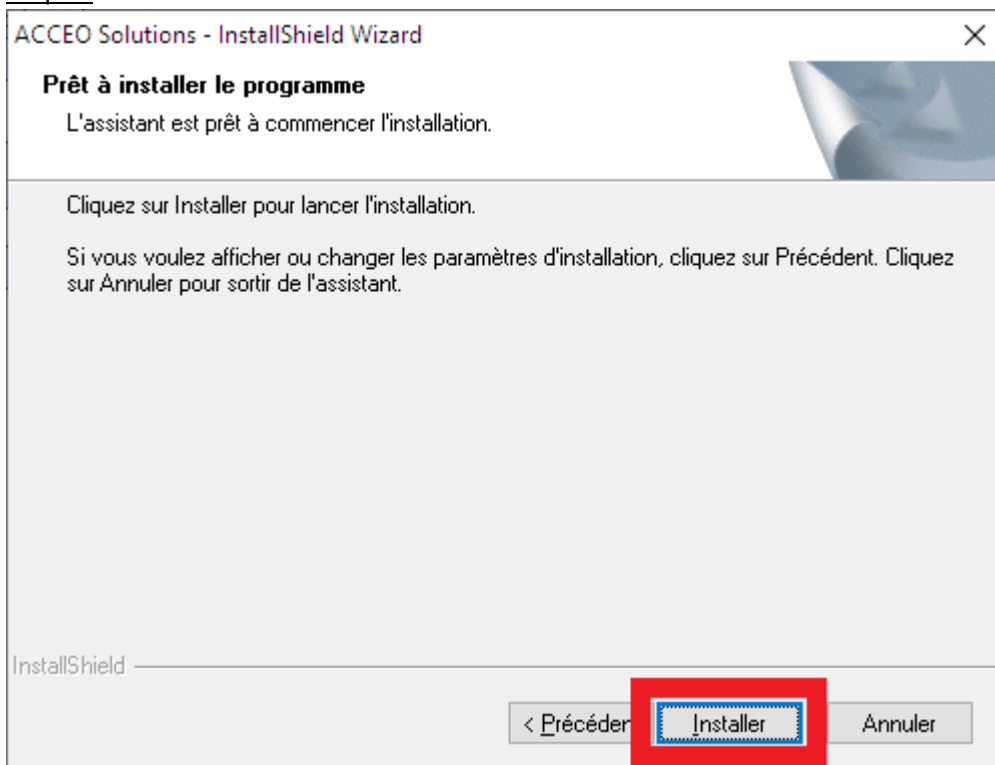 ACCEO Solutions - InstallShield Wizard
Prêt à installer le programme
L'assistant est prêt à commencer l'installation.
Cliquez sur Installer pour lancer l'installation.
Si vous voulez afficher ou changer les paramètres d'installation, cliquez sur Précédent. Cliquez
sur Annuler pour sortir de l'assistant.
InstallShield
< Précéden Installer Annuler